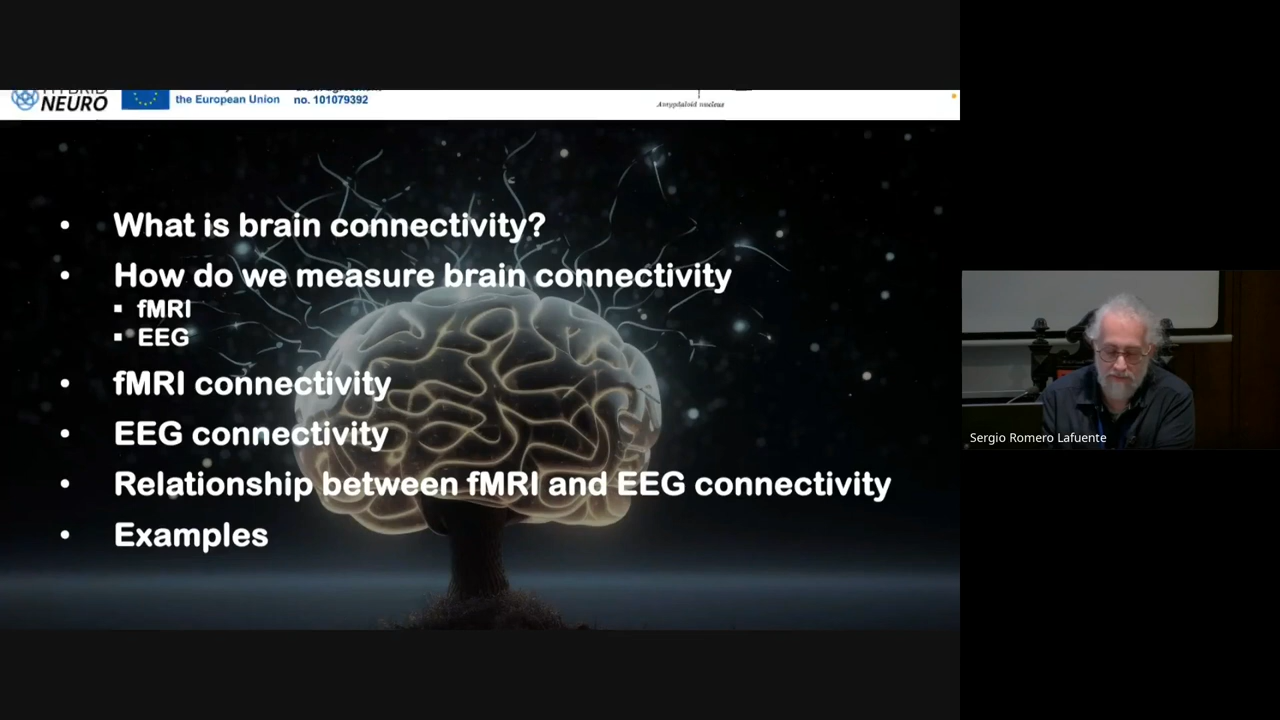 NEURO
the European Union
no. 101079392
Amygdaloid nucleus
• What is brain connectivity?
• How do we measure brain connectivity
▪ fMRI
▪ EEG
• fMRI connectivity
• EEG connectivity
• Relationship between fMRI and EEG connectivity
• Examples
Sergio Romero Lafuente